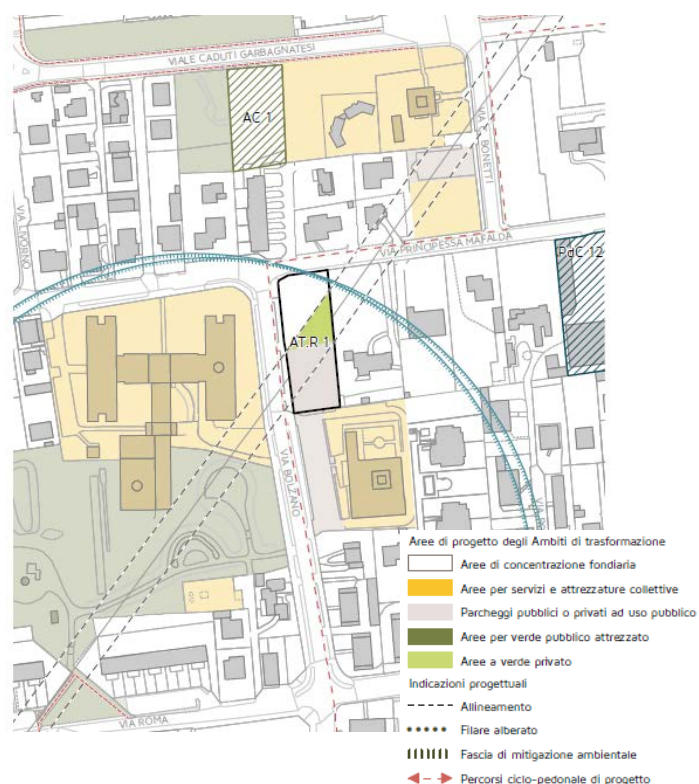 VIALE CADUTI GARBAGNATESI
AC 1
VIA BONETTI
VIA LIVORNO
VIA PRINCIPESSA MAFALDA
PdC 12
AT.R 1
VIA BOLZANO
VIA ROMA
Aree di progetto degli Ambiti di trasformazione
Aree di concentrazione fondiaria
Aree per servizi e attrezzature collettive
Parcheggi pubblici o privati ad uso pubblico
Aree per verde pubblico attrezzato
Aree a verde privato
Indicazioni progettuali
Allineamento
Filare alberato
Fascia di mitigazione ambientale
Percorsi ciclo-pedonale di progetto